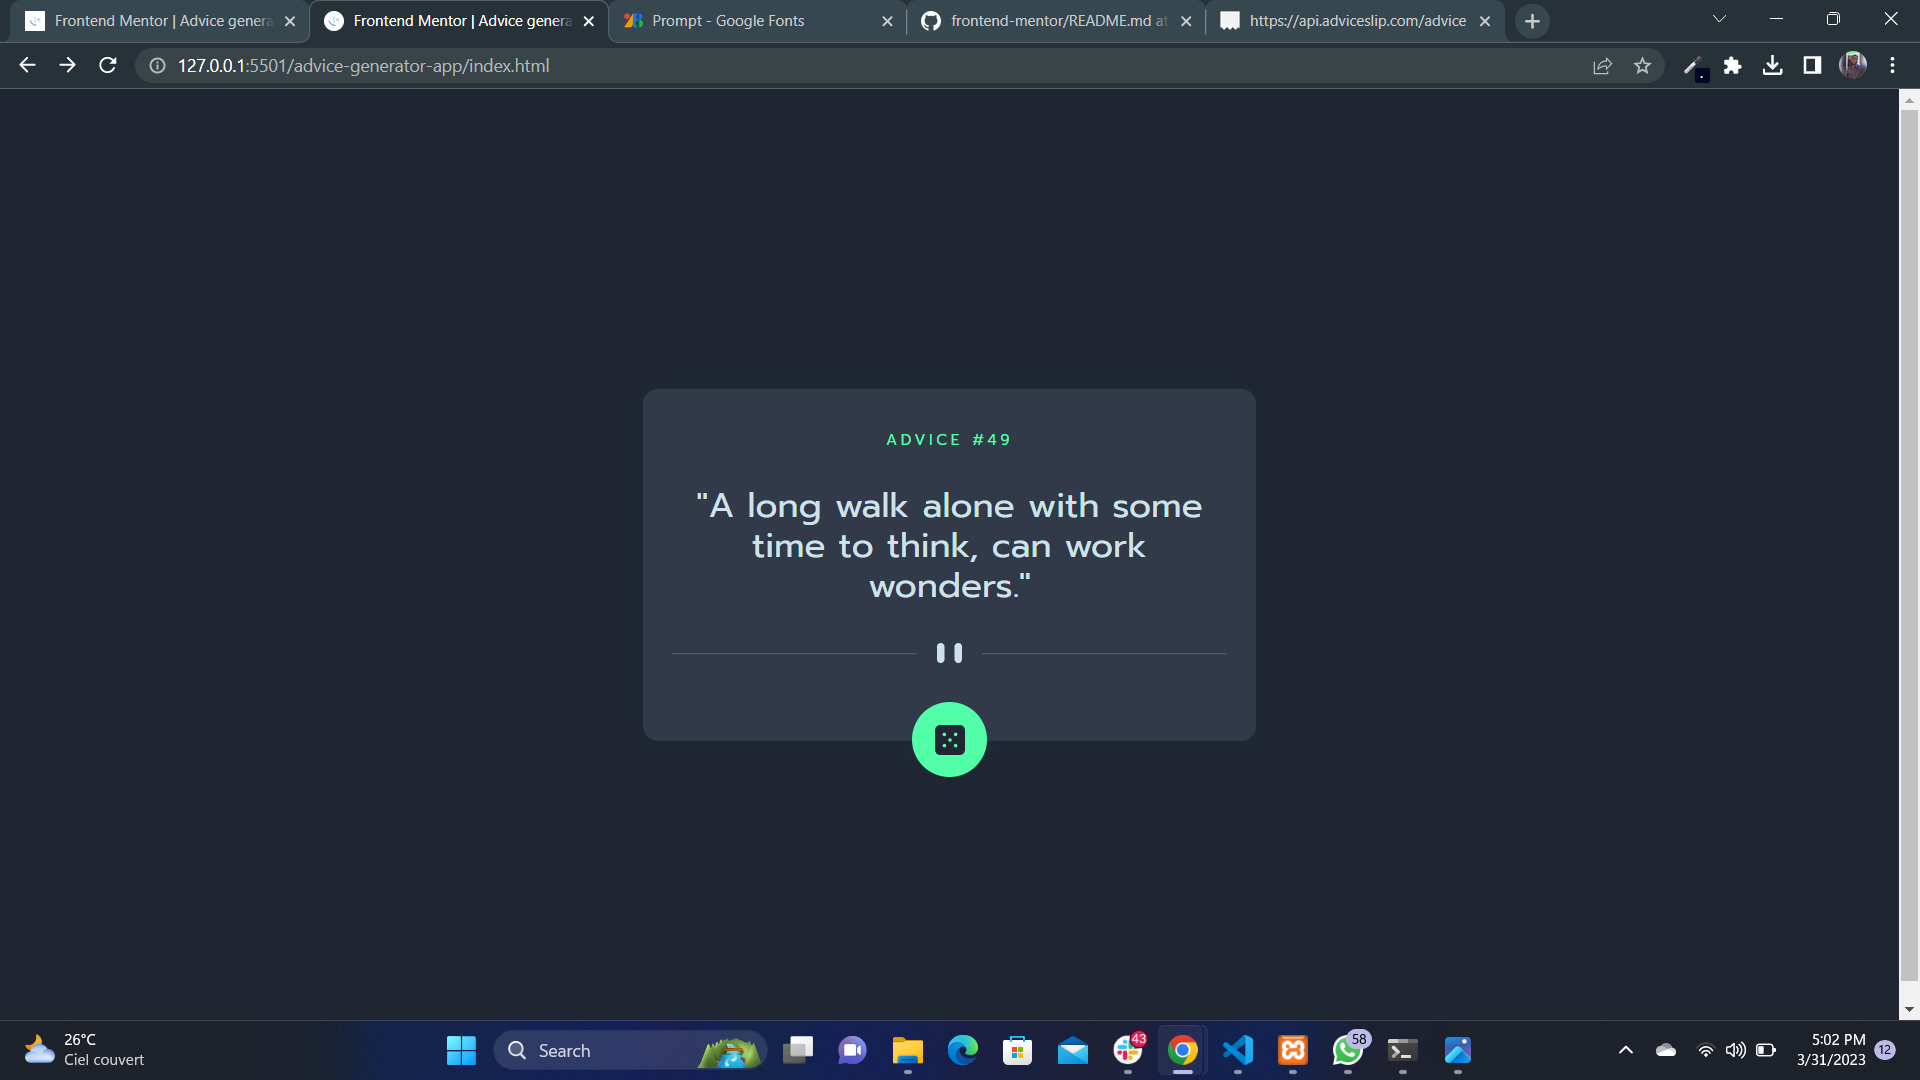 Frontend Mentor | Advice genera
Frontend Mentor | Advice genera
Prompt - Google Fonts
frontend-mentor/README.md at
https://api.adviceslip.com/advice
127.0.0.1:5501/advice-generator-app/index.html
ADVICE #49
"A long walk alone with some
time to think, can work
wonders."
26°C
Ciel couvert
Search
43
58
5:02 PM
3/31/2023
12